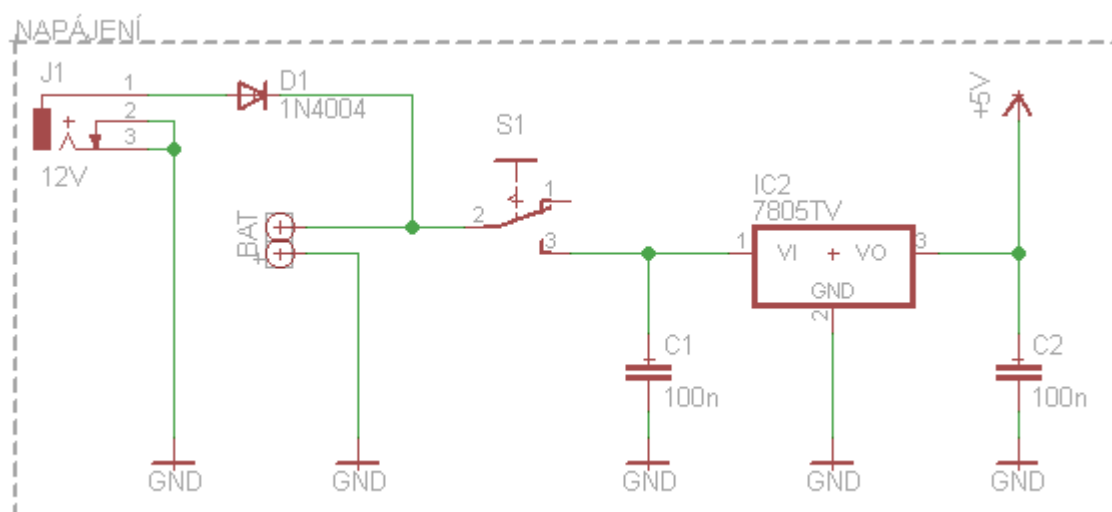 NAPÁJENÍ
J1
1
2
3
12V
D1
1N4004
BAT
S1
1
2
3
IC2
7805TV
1
VI
VO
3
GND
2
+5V
C1
100n
C2
100n
GND
GND
GND
GND
GND